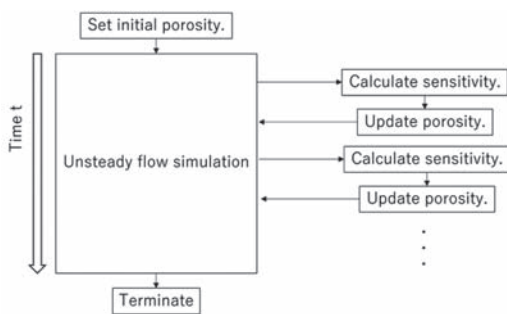 Set initial porosity.
Time t
Unsteady flow simulation
Calculate sensitivity.
Update porosity.
Calculate sensitivity.
Update porosity.
Terminate